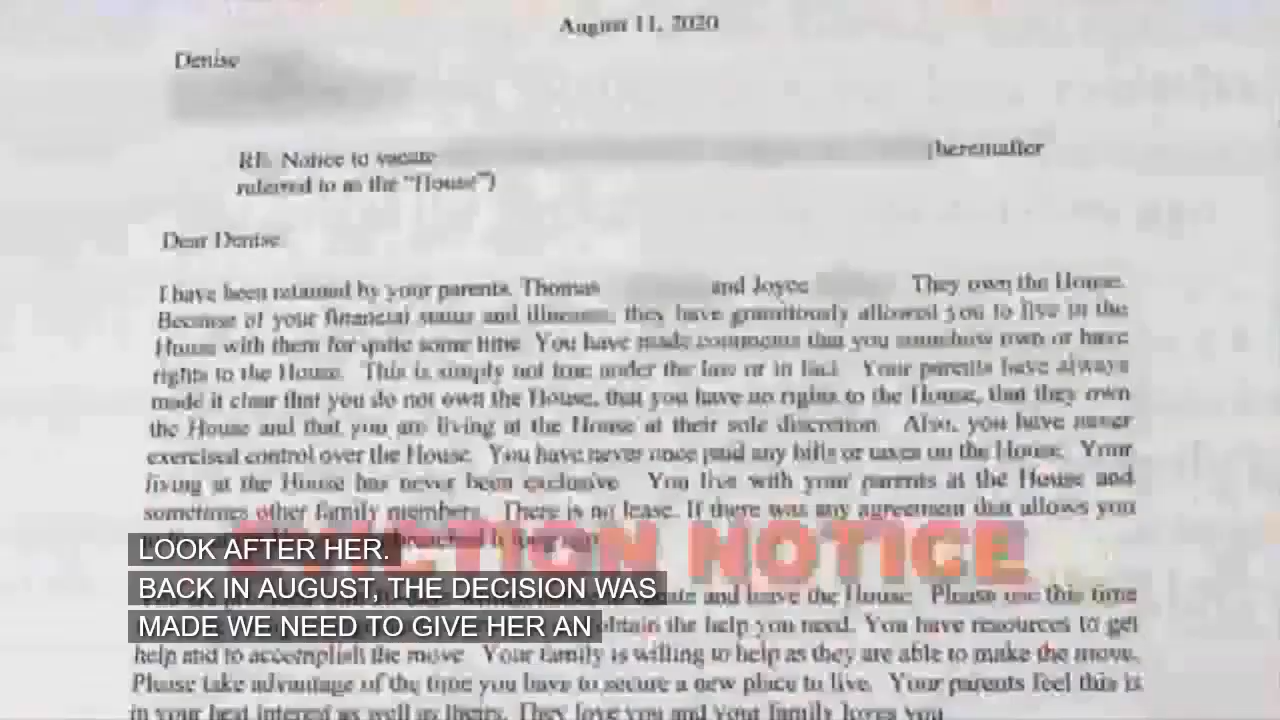 August 11, 2020
Denise
RE: Notice to vacate (hereinafter
referred to as the "House")
Dear Denise:
I have been retained by your parents, Thomas and Joyce They own the House.
Because of your financial status and illnesses, they have gratuitously allowed you to live in the
House with them for quite some time. You have made comments that you somehow own or have
rights to the House. This is simply not true under the law or in fact. Your parents have always
made it clear that you do not own the House, that you have no rights to the House, that they own
the House and that you are living at the House at their sole discretion. Also, you have never
exercised control over the House. You have never once paid any bills or taxes on the House. Your
living at the House has never been exclusive. You live with your parents at the House and
sometimes other family members. There is no lease. If there was any agreement that allows you
EVICTION NOTICE
LOOK AFTER HER.
BACK IN AUGUST, THE DECISION WAS
MADE WE NEED TO GIVE HER AN
and leave the House. Please use this time
obtain the help you need. You have resources to get
help and to accomplish the move. Your family is willing to help as they are able to make the move.
Please take advantage of the time you have to secure a new place to live. Your parents feel this is
in your best interest as well as theirs. They love you and your family loves you.